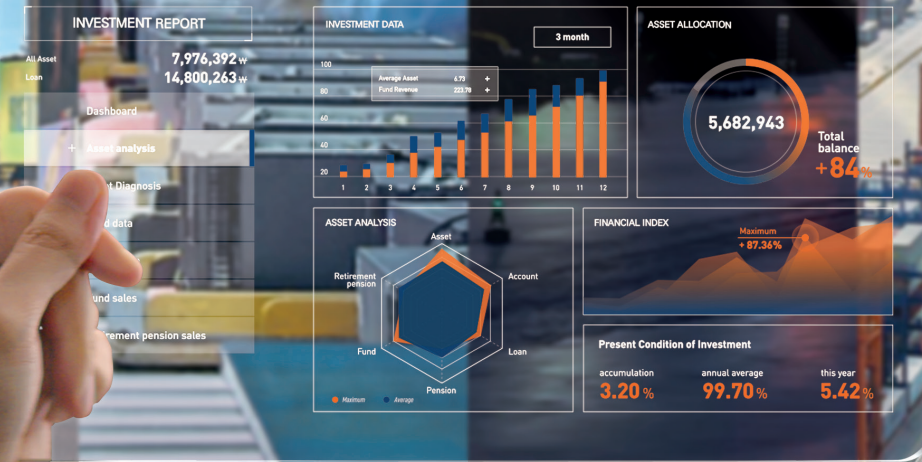 INVESTMENT REPORT
All Asset 7,976,392 ₩
Loan 14,800,263 ₩
Dashboard
+ Asset analysis
Diagnosis
data
sales
pension sales
INVESTMENT DATA
3 month
Average Asset 6.73 +
Fund Revenue 223.78 +
100
80
60
40
20
1 2 3 4 5 6 7 8 9 10 11 12
ASSET ALLOCATION
5,682,943
Total
balance
+84%
ASSET ANALYSIS
Asset
Retirement
pension
Account
Fund
Loan
Pension
Maximum Average
FINANCIAL INDEX
Maximum
+ 87.36%
Present Condition of Investment
accumulation annual average this year
3.20 % 99.70 % 5.42 %